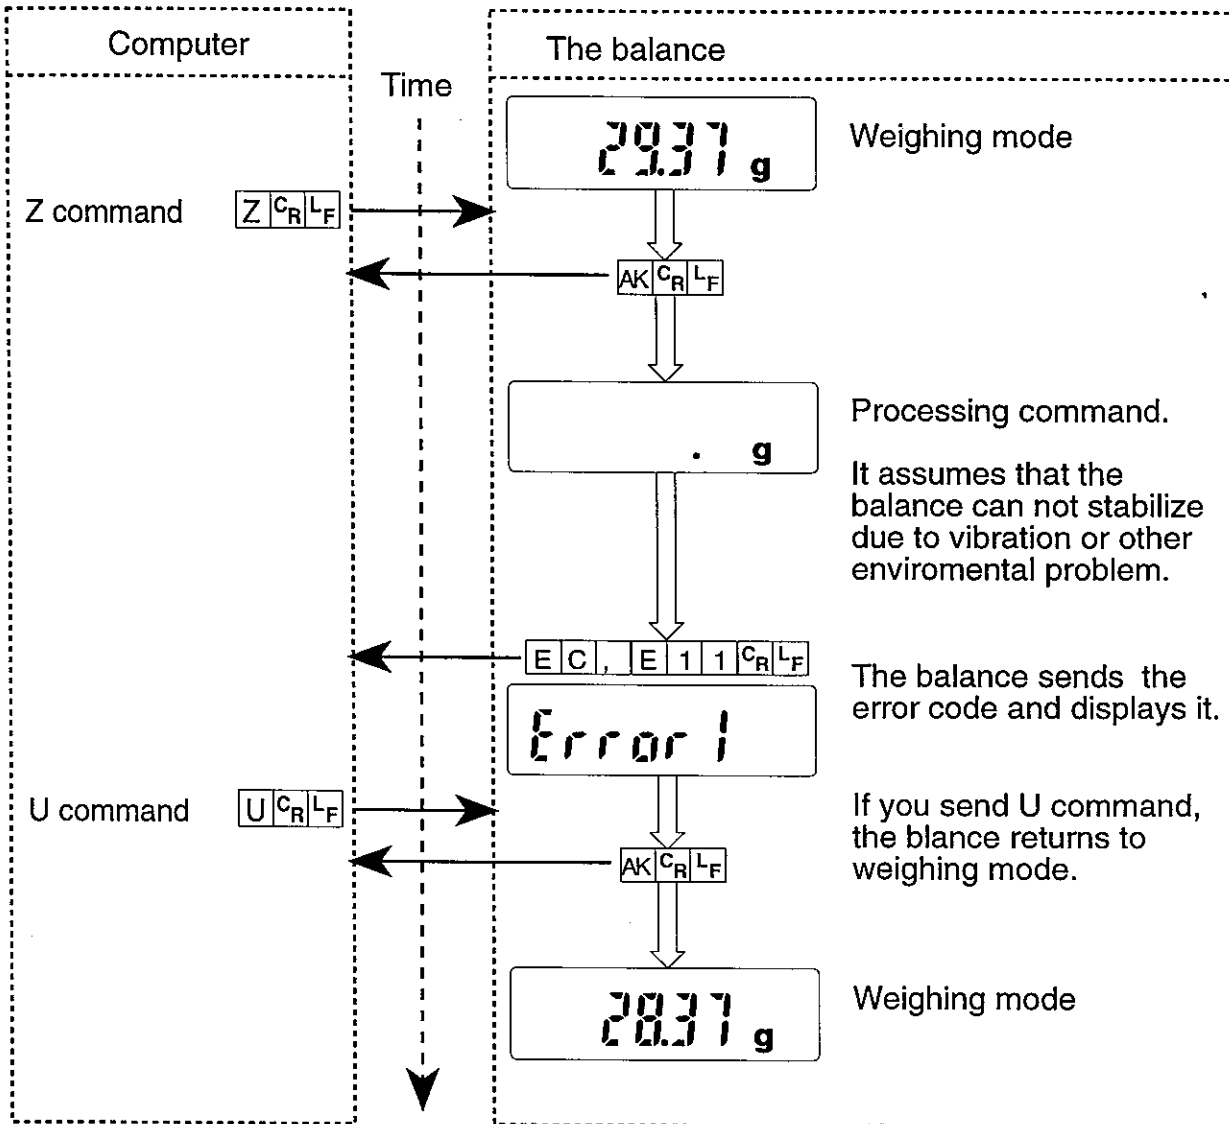 Computer
Time
The balance
29.37 g
Weighing mode
Z command
Z CR LF
AK CR LF
. g
Processing command.
It assumes that the
balance can not stabilize
due to vibration or other
enviromental problem.
EC, E11 CR LF
The balance sends the
error code and displays it.
Error 1
U command
U CR LF
If you send U command,
the blance returns to
weighing mode.
AK CR LF
28.37 g
Weighing mode